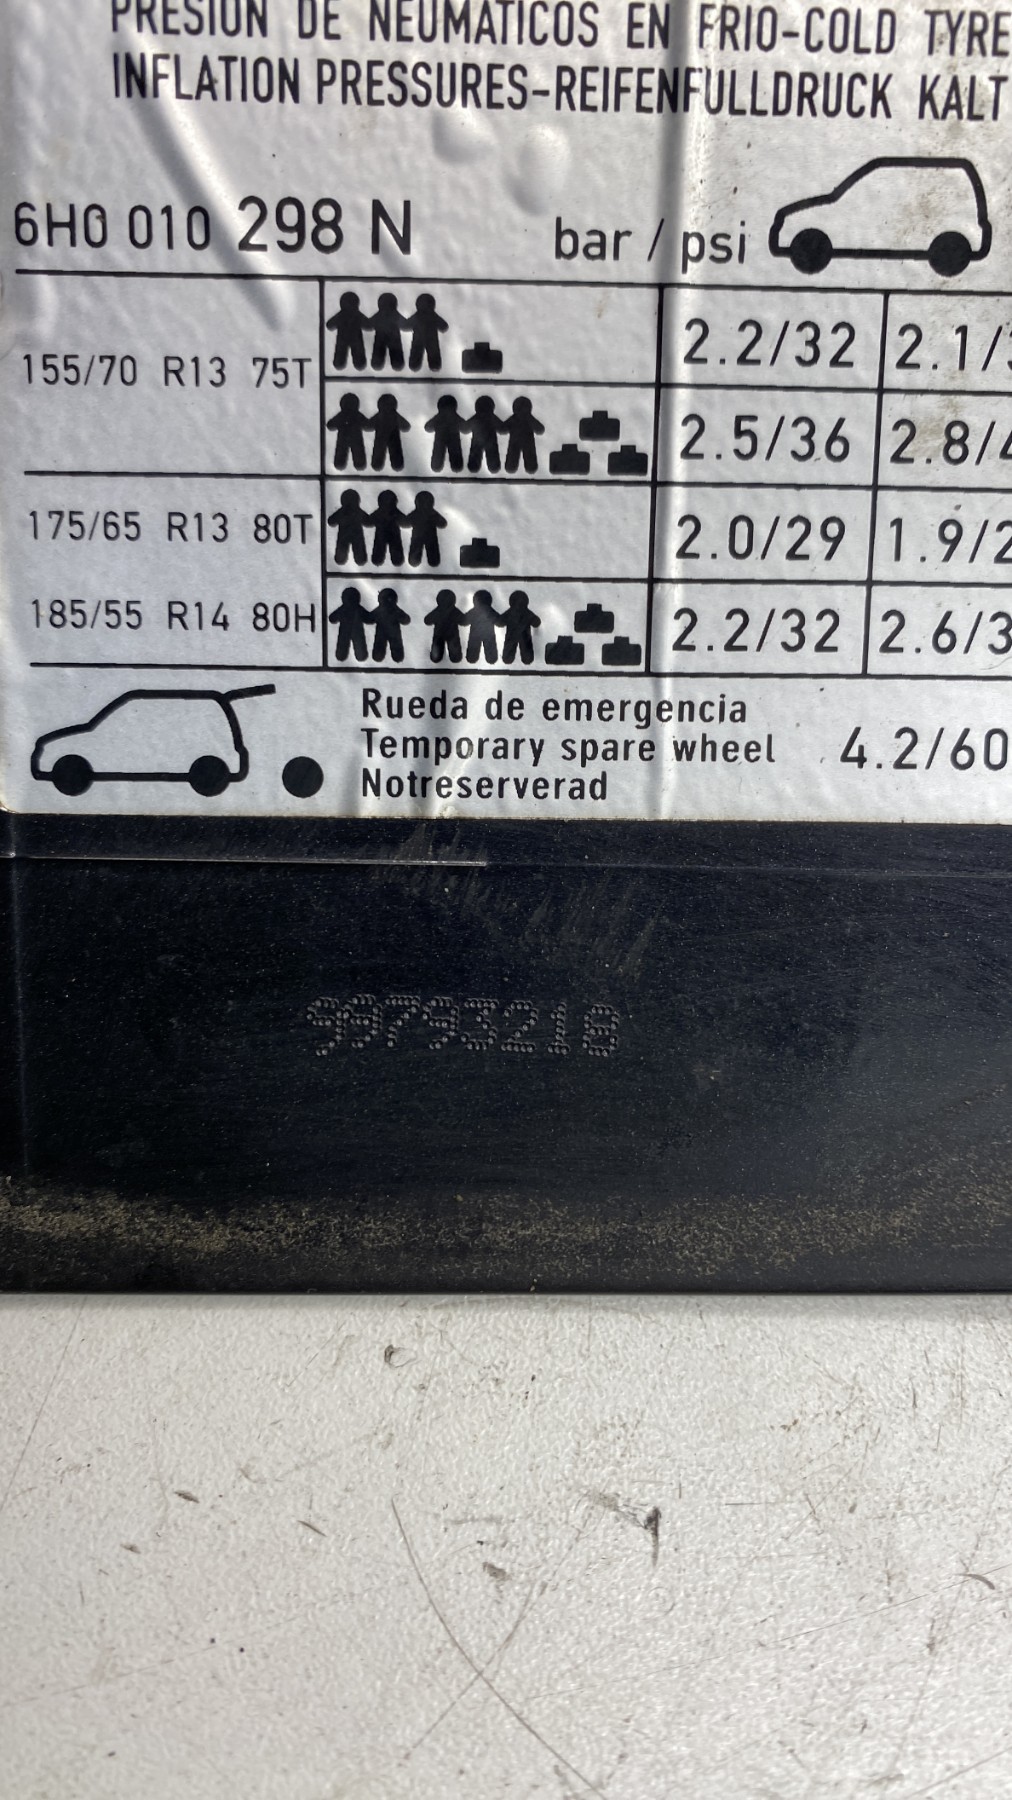 PRESIÓN DE NEUMATICOS EN FRIO-COLD TYRE
INFLATION PRESSURES-REIFENFULLDRUCK KALT
6H0 010 298 N bar / psi
155/70 R13 75T 2.2/32 2.1/
2.5/36 2.8/
175/65 R13 80T 2.0/29 1.9/2
185/55 R14 80H 2.2/32 2.6/3
Rueda de emergencia
Temporary spare wheel 4.2/60
Notreserverad
99793218